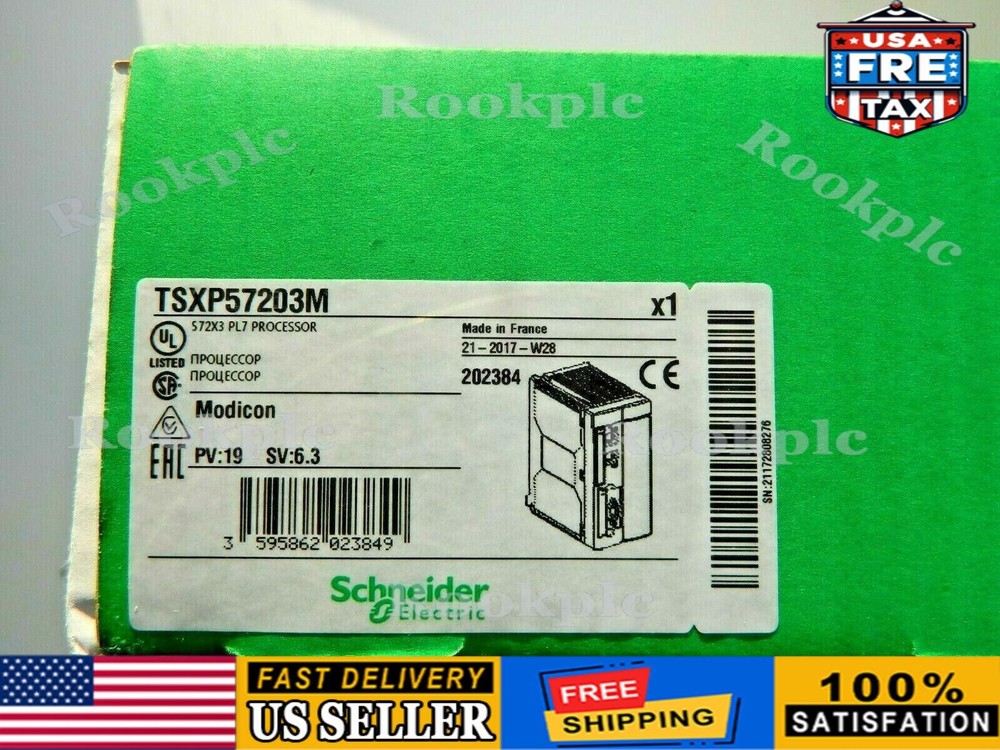 USA
FRE
TAX
Rookplc
Rookplc
Rookplc
TSXP57203M x1
572X3 PL7 PROCESSOR
Made in France
21-2017-W28
UL
LISTED ПРОЦЕССОР
ПРОЦЕССОР
202384 CE
SA
Modicon
Rookplc
Rookplc
EAC PV:19 SV:6.3
SN:21172808276
3 595862 023849
Schneider
Electric
Rookplc
FAST DELIVERY
US SELLER
FREE
SHIPPING
100%
SATISFATION